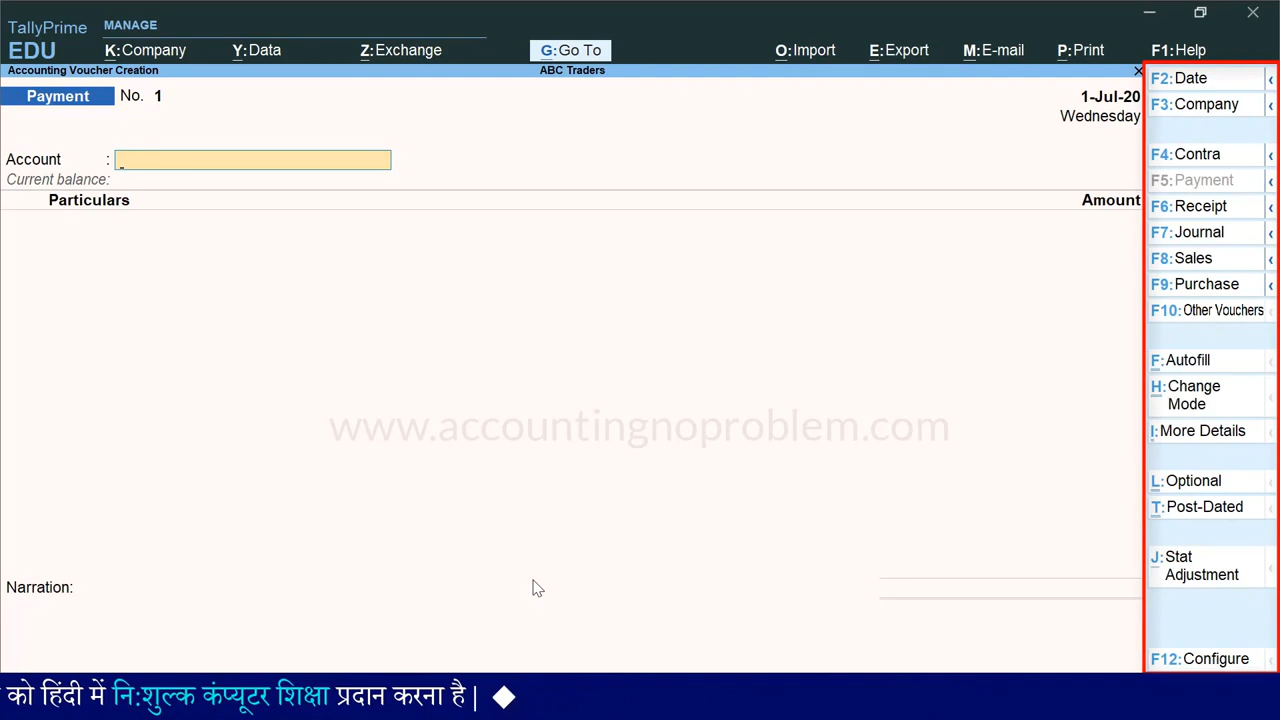 TallyPrime
MANAGE
EDU
K:Company
Y:Data
Z:Exchange
G:Go To
O:Import
E:Export
M:E-mail
P:Print
F1:Help
Accounting Voucher Creation
ABC Traders
Payment No. 1
1-Jul-20
Wednesday
Account :
Current balance:
Particulars
Amount
F2:Date
F3:Company
F4:Contra
F5:Payment
F6:Receipt
F7:Journal
F8:Sales
F9:Purchase
F10:Other Vouchers
F:Autofill
H:Change
Mode
I:More Details
L:Optional
T:Post-Dated
J:Stat
Adjustment
F12:Configure
www.accountingnoproblem.com
Narration:
को हिंदी में नि:शुल्क कंप्यूटर शिक्षा प्रदान करना है |